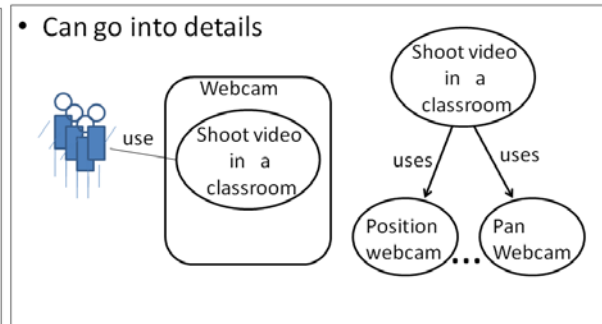 • Can go into details
Webcam
use
Shoot video
in a
classroom
Shoot video
in a
classroom
uses
uses
Position
webcam
...
Pan
Webcam